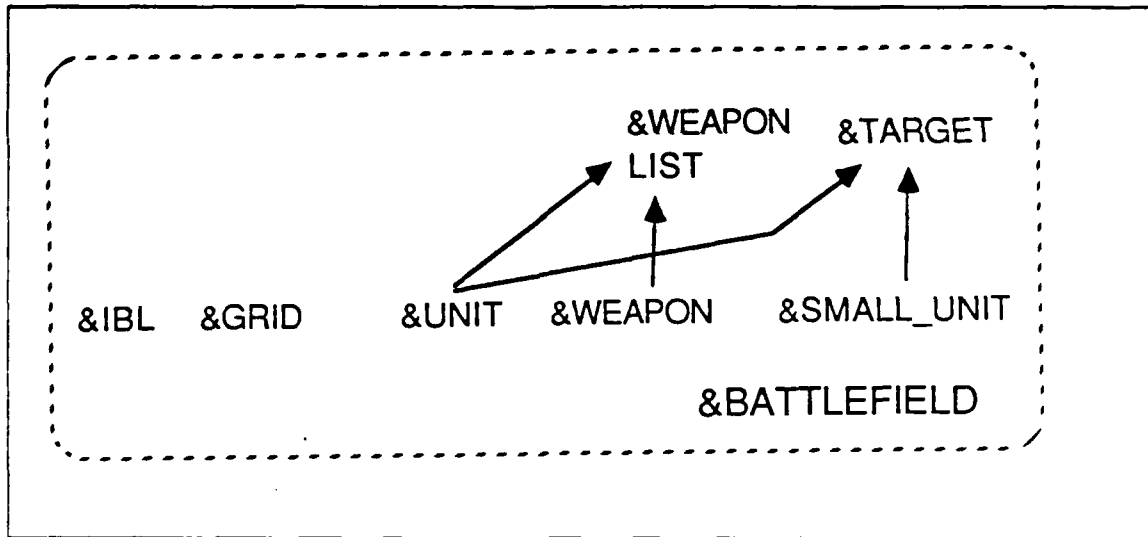 &WEAPON
LIST
&TARGET
&IBL
&GRID
&UNIT
&WEAPON
&SMALL_UNIT
&BATTLEFIELD